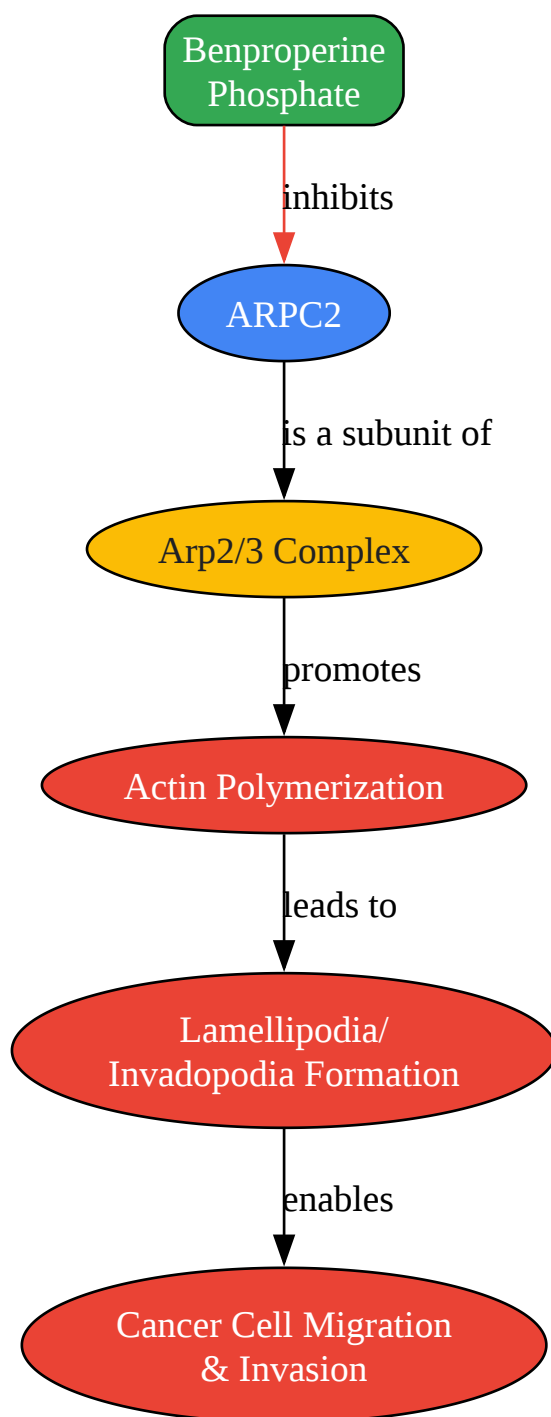 Benproperine
Phosphate
inhibits
ARPC2
is a subunit of
Arp2/3 Complex
promotes
Actin Polymerization
leads to
Lamellipodia/
Invadopodia Formation
enables
Cancer Cell Migration
& Invasion